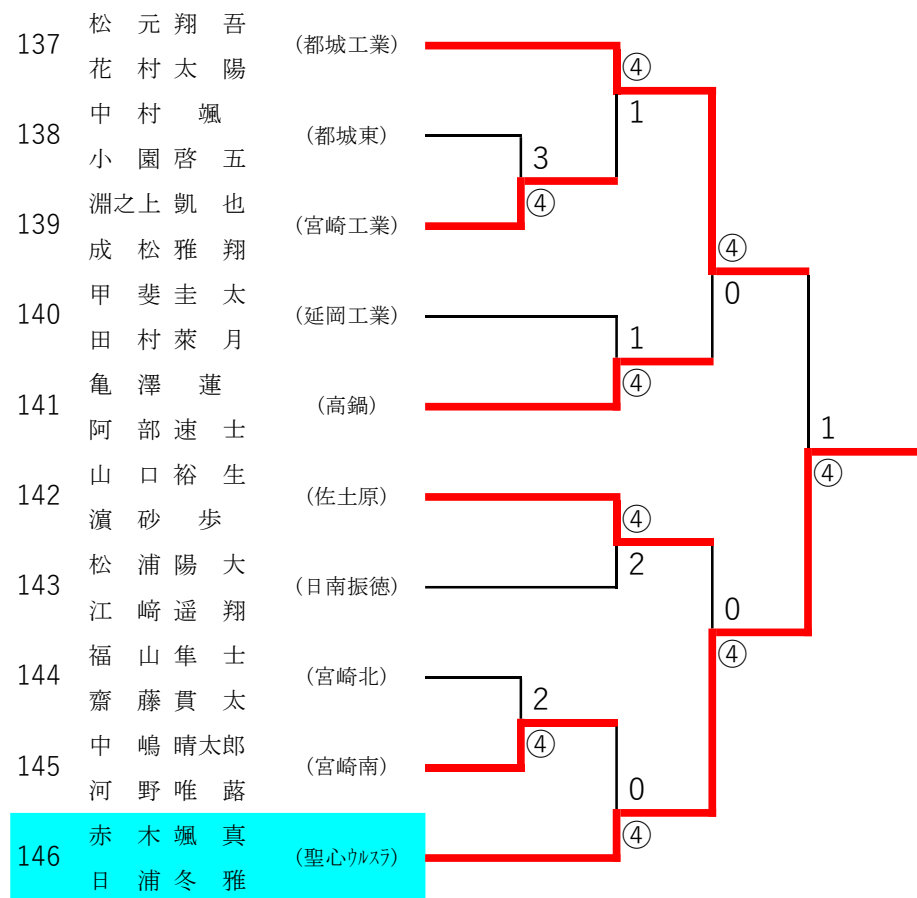 松 元 翔 吾
137 (都城工業)
花 村 太 陽
④
中 村 颯
1
138 (都城東)
小 園 啓 五
3
淵之上 凱 也
④
139 (宮崎工業)
成 松 雅 翔
④
甲 斐 圭 太
0
140 (延岡工業)
田 村 萊 月
1
亀 澤 蓮
④
141 (高鍋)
阿 部 速 士
1
山 口 裕 生
④
142 (佐土原)
濵 砂 歩
④
松 浦 陽 大
2
143 (日南振徳)
江 﨑 遥 翔
0
福 山 隼 士
④
144 (宮崎北)
齋 藤 貫 太
2
中 嶋 晴太郎
④
145 (宮崎南)
河 野 唯 蕗
0
赤 木 颯 真
④
146 (聖心ウルスラ)
日 浦 冬 雅